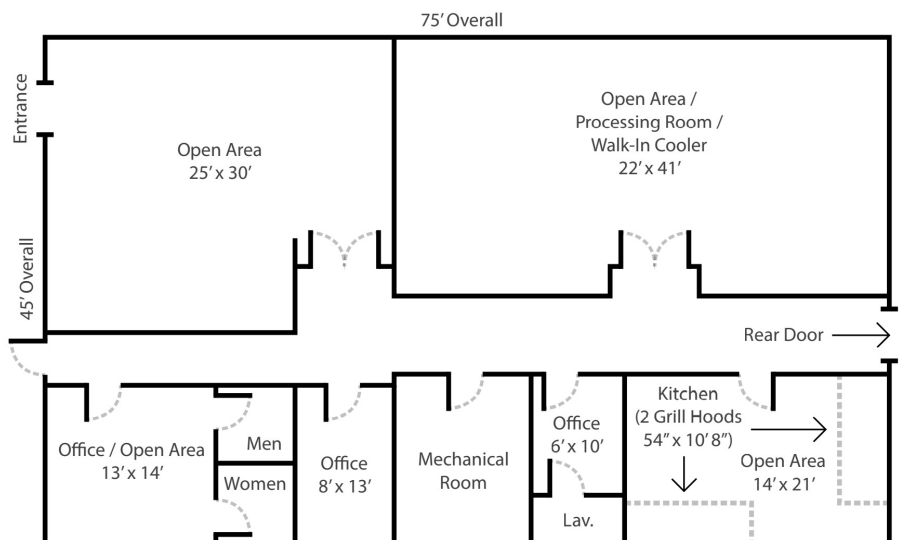 75’ Overall
Entrance
Open Area
25’ x 30’
Open Area /
Processing Room /
Walk-In Cooler
22’ x 41’
45’ Overall
Rear Door
Office / Open Area
13’ x 14’
Men
Women
Office
8’ x 13’
Mechanical
Room
Office
6’ x 10’
Lav.
Kitchen
(2 Grill Hoods
54” x 10’ 8”)
Open Area
14’ x 21’